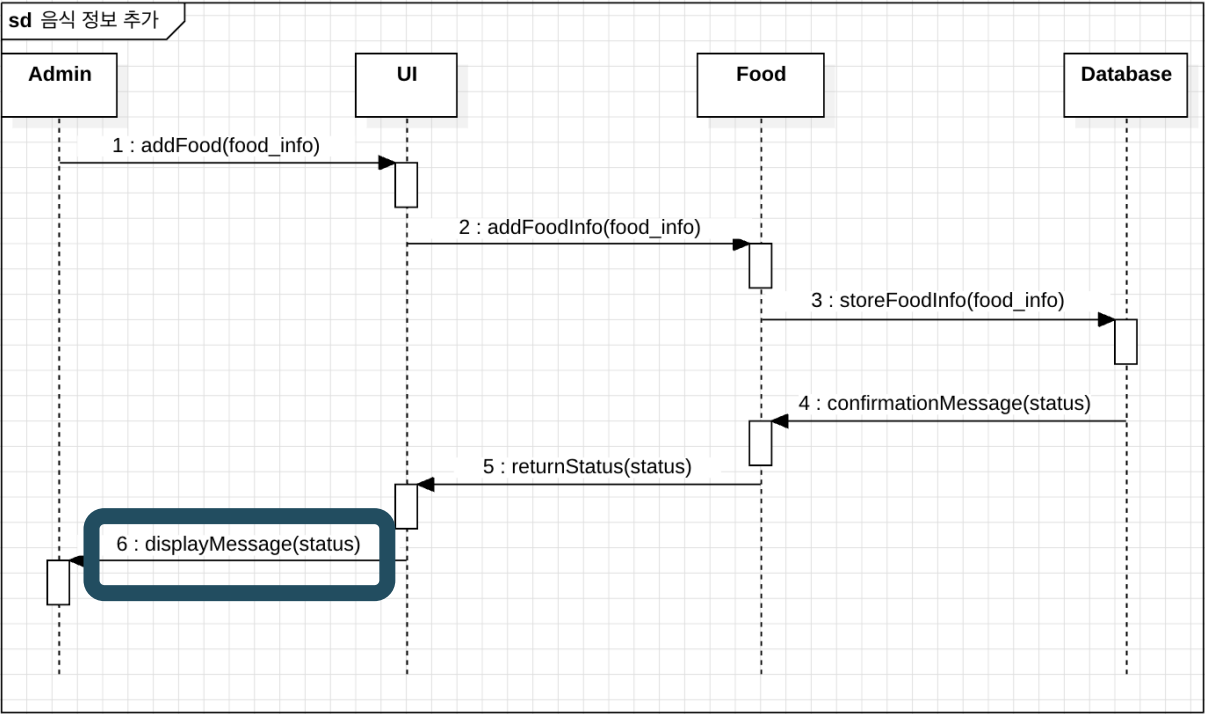 sd 음식 정보 추가
Admin
UI
Food
Database
1 : addFood(food_info)
2 : addFoodInfo(food_info)
3 : storeFoodInfo(food_info)
4 : confirmationMessage(status)
5 : returnStatus(status)
6 : displayMessage(status)